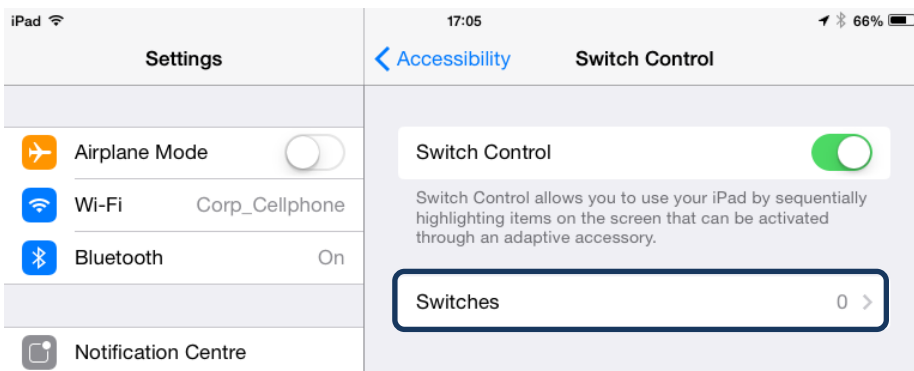 iPad 17:05 66%
Settings
Accessibility Switch Control
Airplane Mode
Wi-Fi Corp_Cellphone
Bluetooth On
Notification Centre
Switch Control
Switch Control allows you to use your iPad by sequentially
highlighting items on the screen that can be activated
through an adaptive accessory.
Switches 0